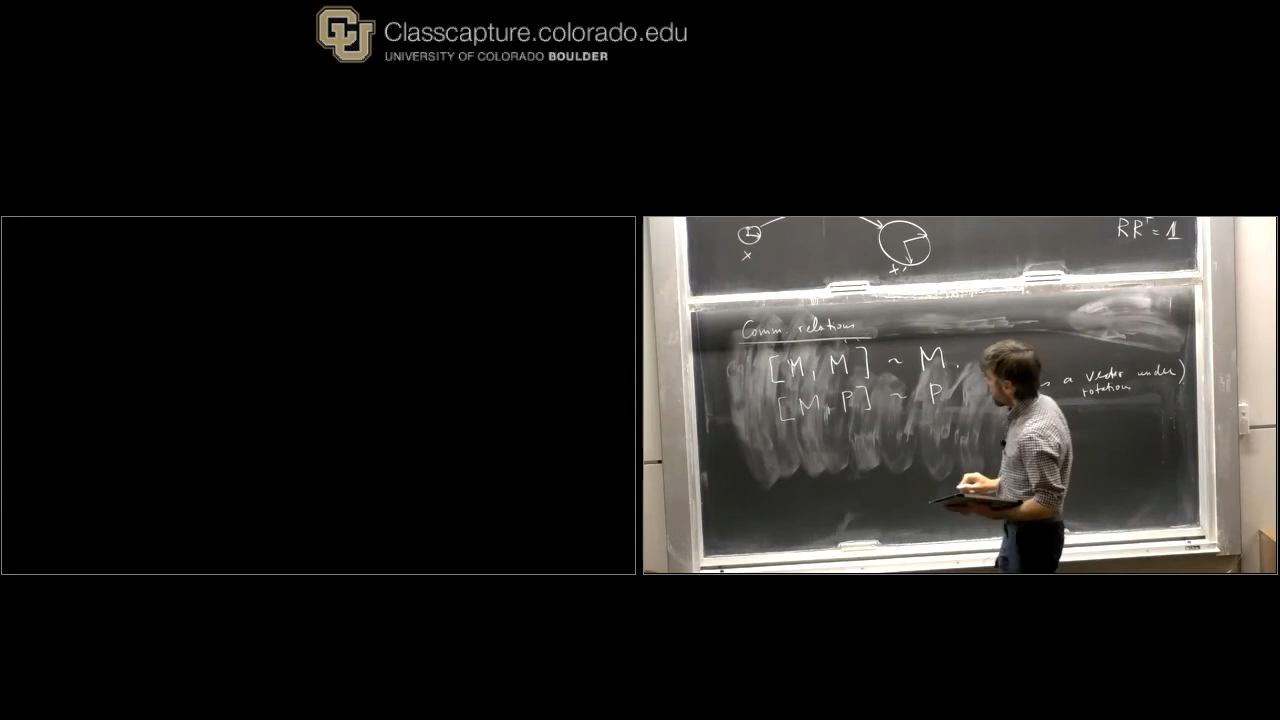 Classcapture.colorado.edu
UNIVERSITY OF COLORADO BOULDER
RR^T = 1
x
x'
Comm. relations
[M, M] ~ M.
[M, P] ~ P
a vector under)
rotation